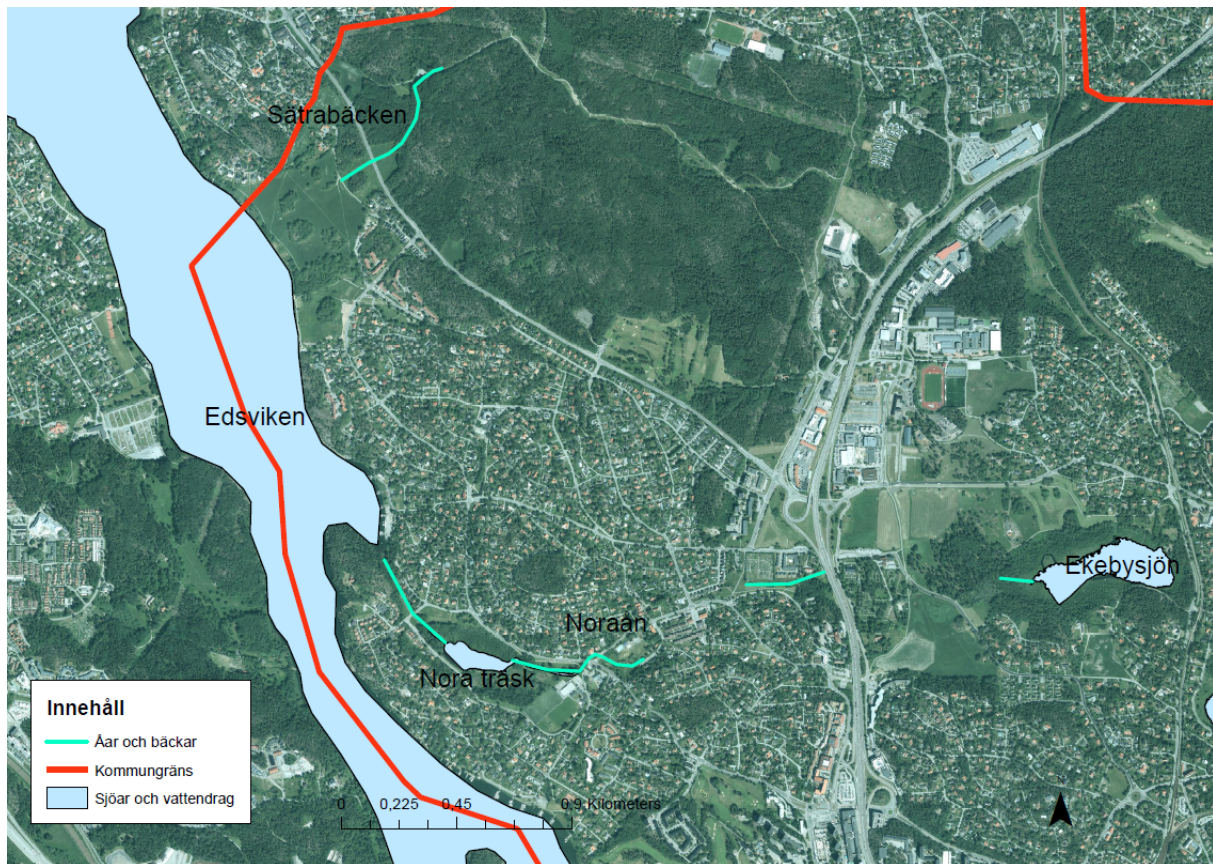 Sätrabäcken
Edsviken
Ekebysjön
Noraån
Nora träsk
Innehåll
Åar och bäckar
Kommungräns
Sjöar och vattendrag
0 0,225 0,45 0,9 Kilometers